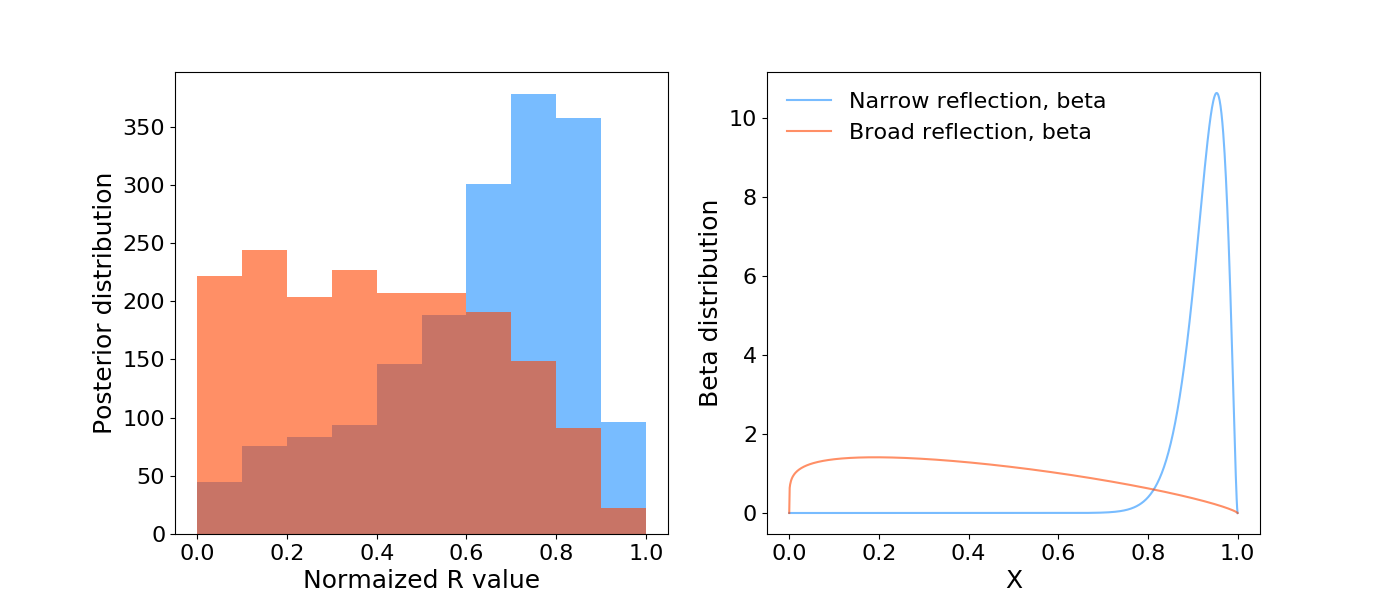 Posterior distribution
350
300
250
200
150
100
50
0
0.0 0.2 0.4 0.6 0.8 1.0
Normaized R value
Narrow reflection, beta
Broad reflection, beta
Beta distribution
10
8
6
4
2
0
0.0 0.2 0.4 0.6 0.8 1.0
X